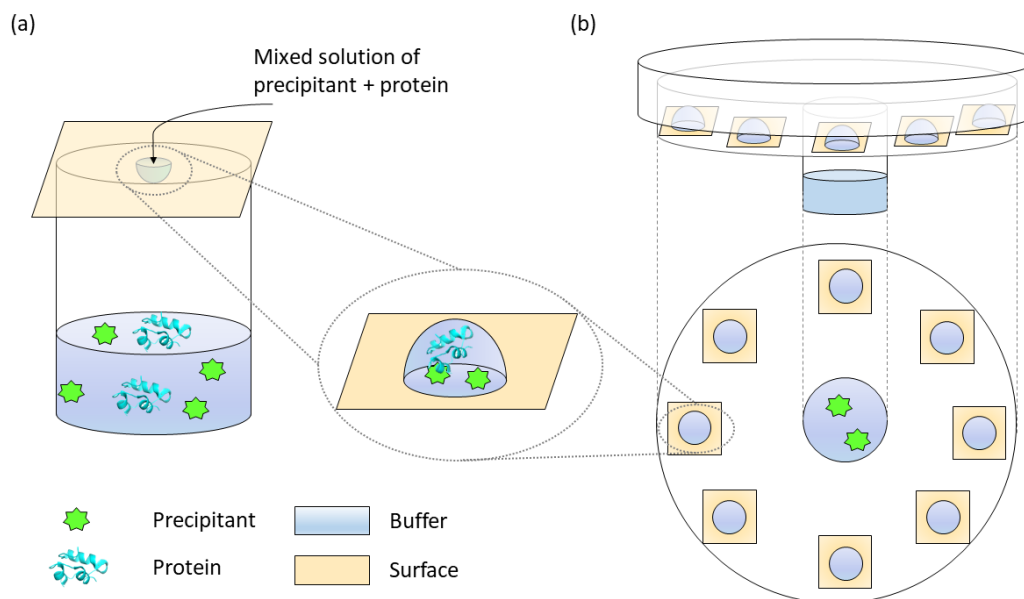 (a)
(b)
Mixed solution of
precipitant + protein
Precipitant
Buffer
Protein
Surface